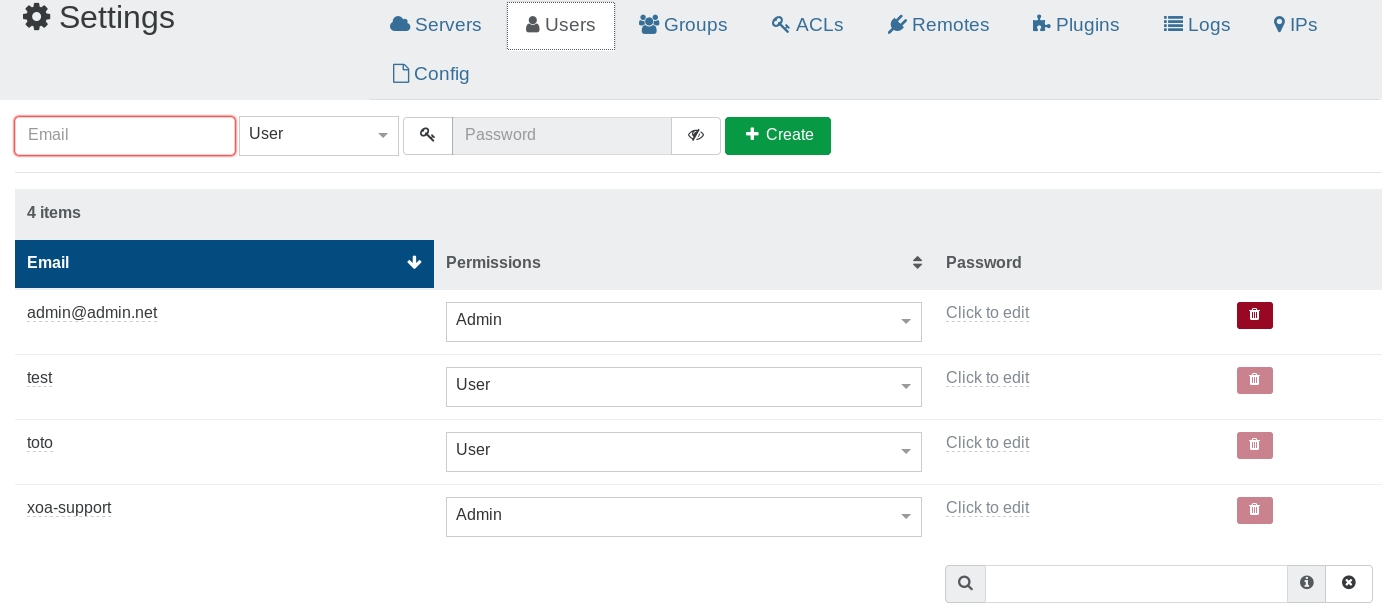 Settings
Servers Users Groups ACLs Remotes Plugins Logs IPs
Config
Email User Password Create
4 items
Email Permissions Password
admin@admin.net Admin Click to edit
test User Click to edit
toto User Click to edit
xoa-support Admin Click to edit